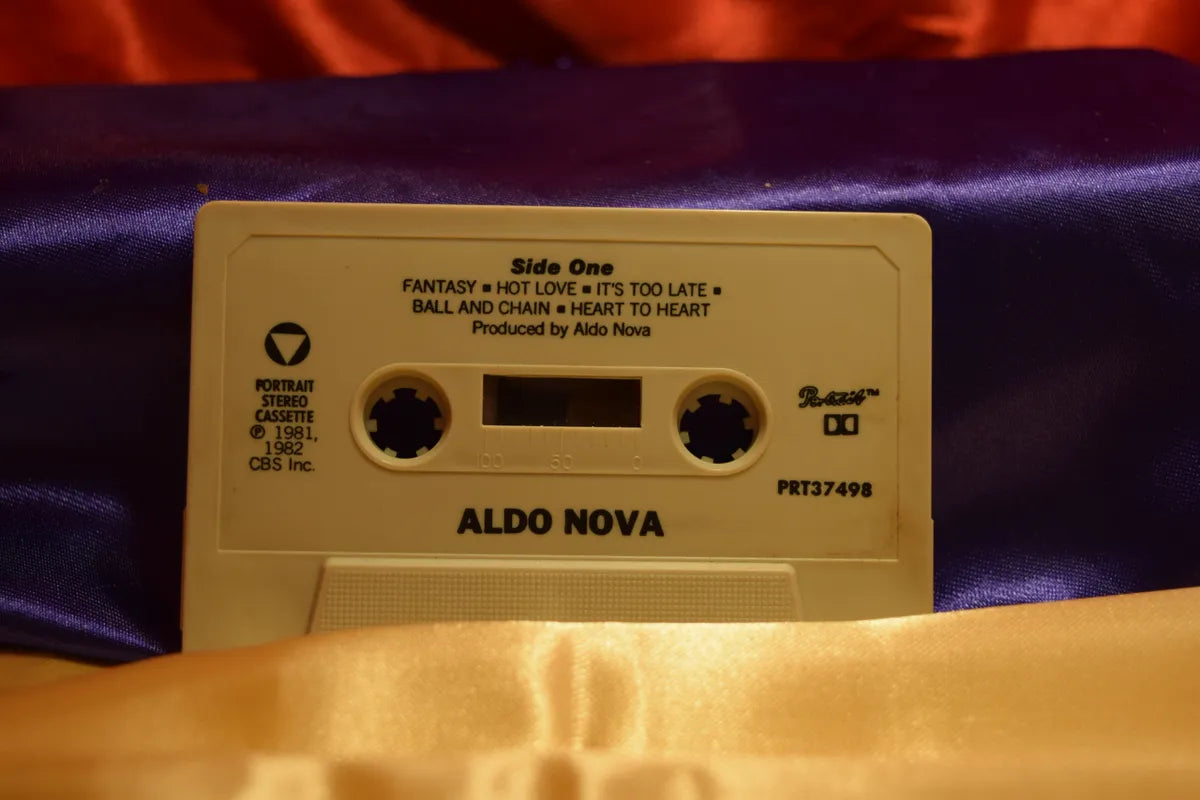 Side One
FANTASY ▪ HOT LOVE ▪ IT'S TOO LATE ▪
BALL AND CHAIN ▪ HEART TO HEART
Produced by Aldo Nova
PORTRAIT
STEREO
CASSETTE
℗ 1981,
1982
CBS Inc.
100 50 0
Portrait™
PRT37498
ALDO NOVA